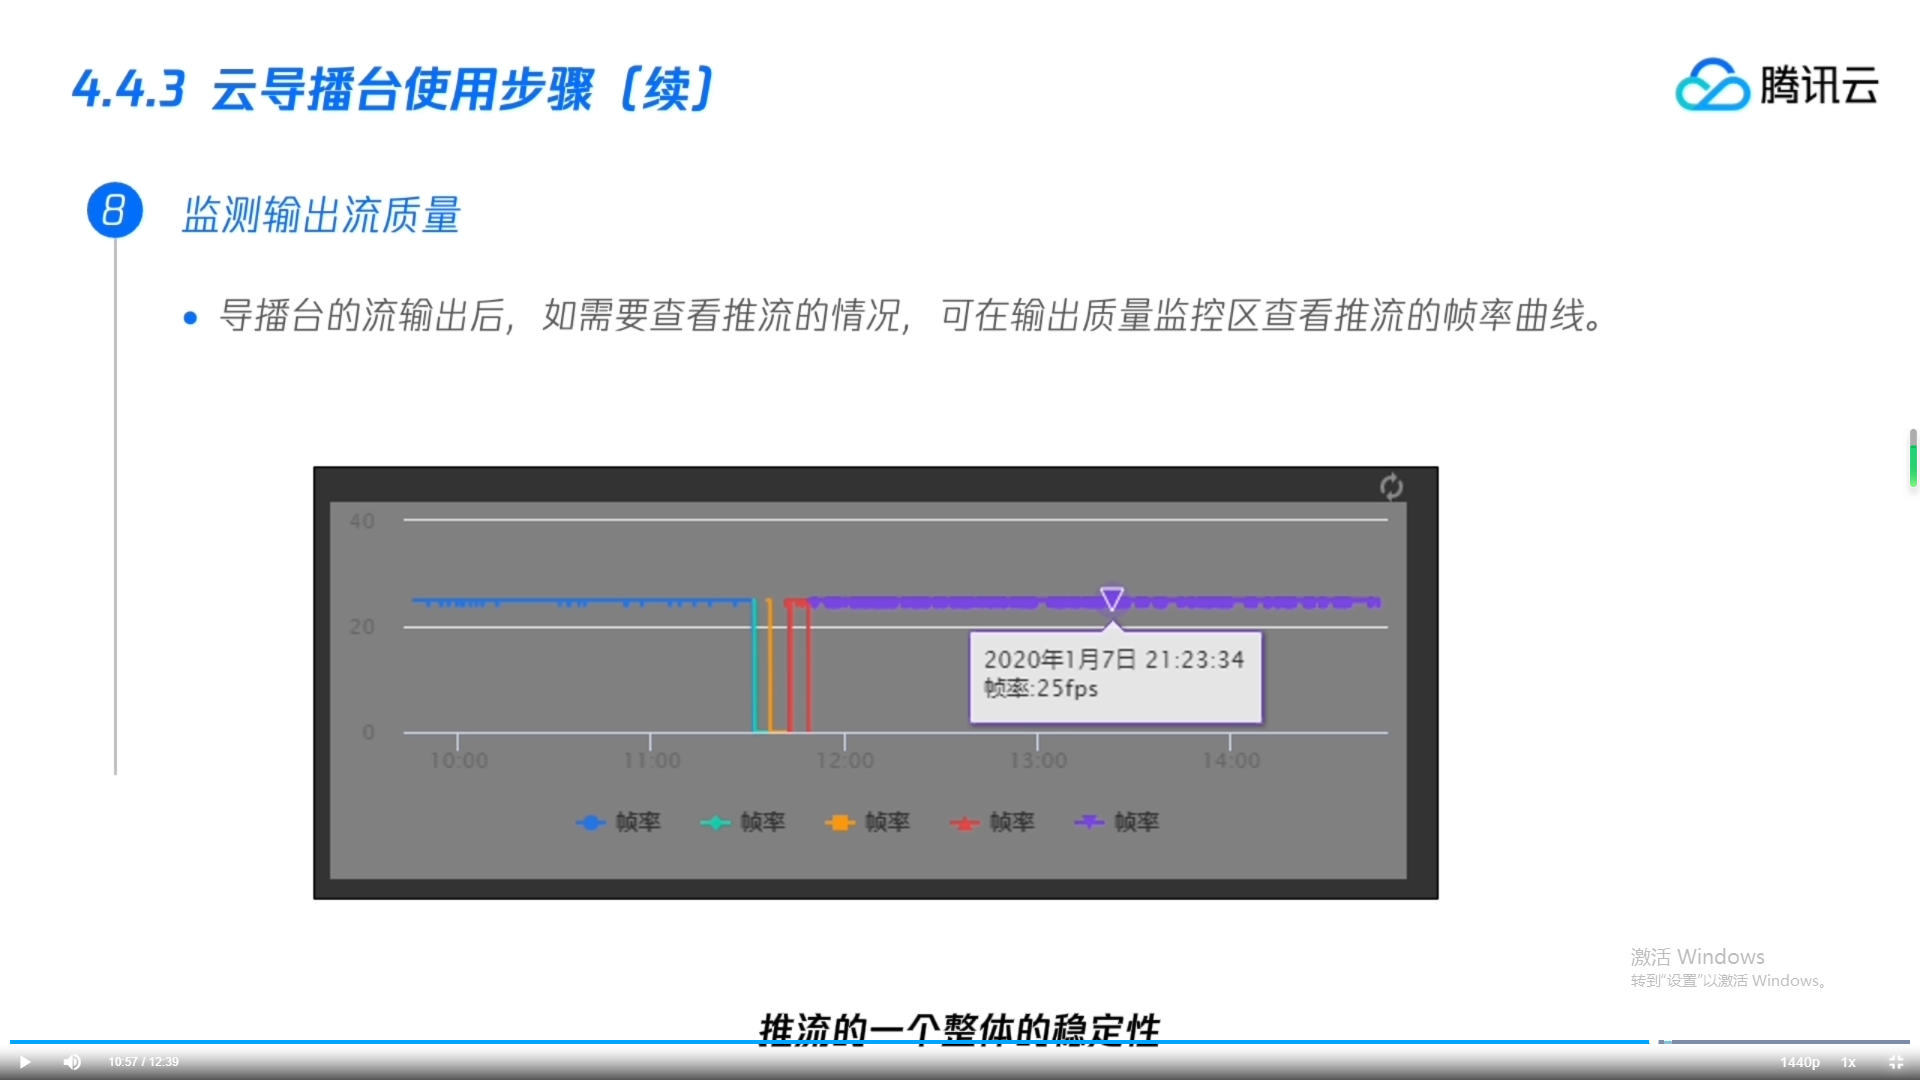 4.4.3 云导播台使用步骤（续）
腾讯云
8 监测输出流质量
导播台的流输出后，如需要查看推流的情况，可在输出质量监控区查看推流的帧率曲线。
40
20
0
2020年1月7日 21:23:34
帧率:25fps
10:00 11:00 12:00 13:00 14:00
帧率 帧率 帧率 帧率 帧率
激活 Windows
转到“设置”以激活 Windows。
推流的一个整体的稳定性
10:57 / 12:39 1440p 1x